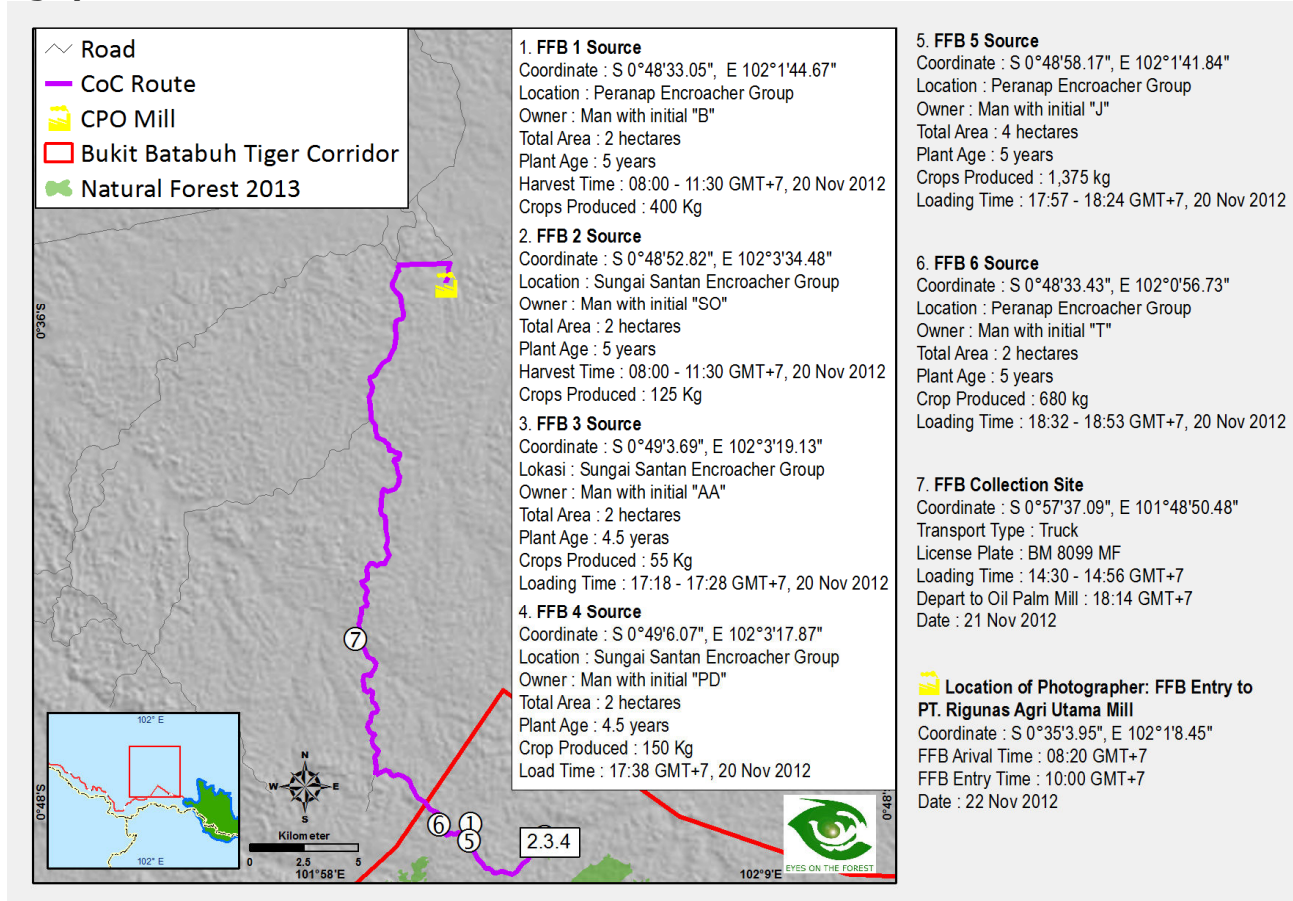 Road
CoC Route
CPO Mill
Bukit Batabuh Tiger Corridor
Natural Forest 2013
1. FFB 1 Source
Coordinate : S 0°48'33.05", E 102°1'44.67"
Location : Peranap Encroacher Group
Owner : Man with initial "B"
Total Area : 2 hectares
Plant Age : 5 years
Harvest Time : 08:00 - 11:30 GMT+7, 20 Nov 2012
Crops Produced : 400 Kg
2. FFB 2 Source
Coordinate : S 0°48'52.82", E 102°3'34.48"
Location : Sungai Santan Encroacher Group
Owner : Man with initial "SO"
Total Area : 2 hectares
Plant Age : 5 years
Harvest Time : 08:00 - 11:30 GMT+7, 20 Nov 2012
Crops Produced : 125 Kg
3. FFB 3 Source
Coordinate : S 0°49'3.69", E 102°3'19.13"
Lokasi : Sungai Santan Encroacher Group
Owner : Man with initial "AA"
Total Area : 2 hectares
Plant Age : 4.5 yeras
Crops Produced : 55 Kg
Loading Time : 17:18 - 17:28 GMT+7, 20 Nov 2012
4. FFB 4 Source
Coordinate : S 0°49'6.07", E 102°3'17.87"
Location : Sungai Santan Encroacher Group
Owner : Man with initial "PD"
Total Area : 2 hectares
Plant Age : 4.5 years
Crop Produced : 150 Kg
Load Time : 17:38 GMT+7, 20 Nov 2012
5. FFB 5 Source
Coordinate : S 0°48'58.17", E 102°1'41.84"
Location : Peranap Encroacher Group
Owner : Man with initial "J"
Total Area : 4 hectares
Plant Age : 5 years
Crops Produced : 1,375 kg
Loading Time : 17:57 - 18:24 GMT+7, 20 Nov 2012
6. FFB 6 Source
Coordinate : S 0°48'33.43", E 102°0'56.73"
Location : Peranap Encroacher Group
Owner : Man with initial "T"
Total Area : 2 hectares
Plant Age : 5 years
Crop Produced : 680 kg
Loading Time : 18:32 - 18:53 GMT+7, 20 Nov 2012
7. FFB Collection Site
Coordinate : S 0°57'37.09", E 101°48'50.48"
Transport Type : Truck
License Plate : BM 8099 MF
Loading Time : 14:30 - 14:56 GMT+7
Depart to Oil Palm Mill : 18:14 GMT+7
Date : 21 Nov 2012
Location of Photographer: FFB Entry to
PT. Rigunas Agri Utama Mill
Coordinate : S 0°35'3.95", E 102°1'8.45"
FFB Arival Time : 08:20 GMT+7
FFB Entry Time : 10:00 GMT+7
Date : 22 Nov 2012
0°36'S
7
102° E
102° E
N
W
E
S
Kilometer
0 2.5 5
0°48'S
0°48'
6
1
5
2.3.4
101°58'E
102°9'E
EYES ON THE FOREST